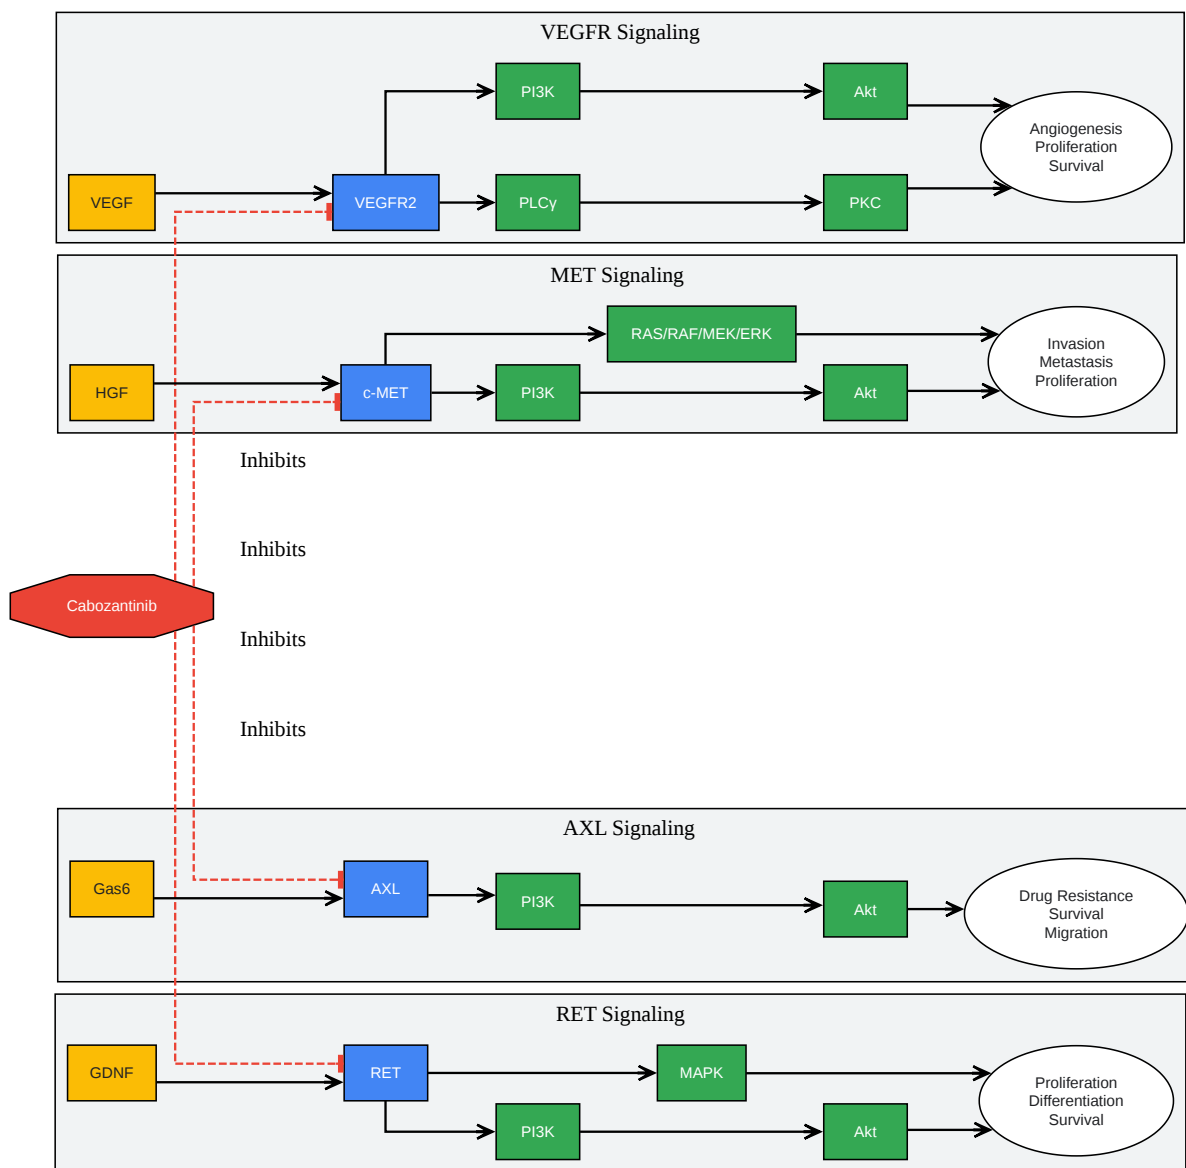 VEGFR Signaling
PI3K
Akt
Angiogenesis
Proliferation
Survival
VEGF
VEGFR2
PLCγ
PKC
MET Signaling
RAS/RAF/MEK/ERK
Invasion
Metastasis
Proliferation
HGF
c-MET
PI3K
Akt
Inhibits
Inhibits
Cabozantinib
Inhibits
Inhibits
AXL Signaling
Gas6
AXL
PI3K
Akt
Drug Resistance
Survival
Migration
RET Signaling
GDNF
RET
MAPK
Proliferation
Differentiation
Survival
PI3K
Akt